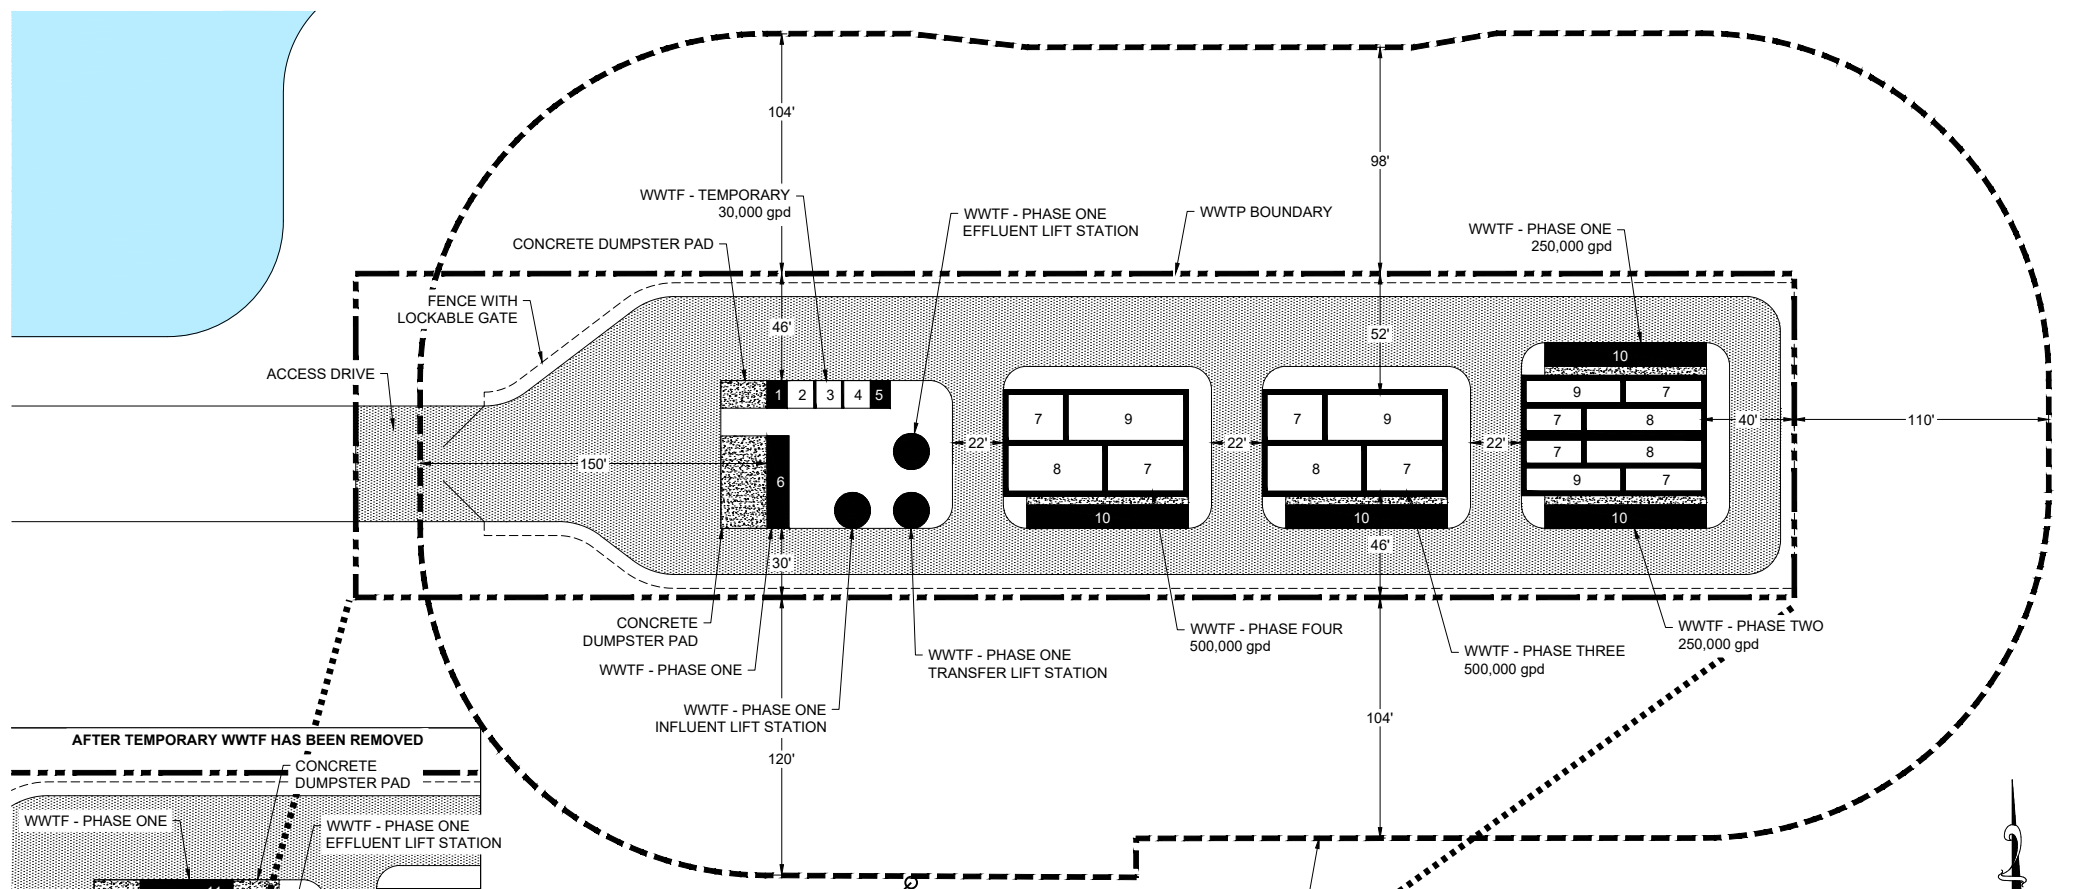 104'
98'
WWTF - TEMPORARY
30,000 gpd
WWTF - PHASE ONE
EFFLUENT LIFT STATION
WWTP BOUNDARY
WWTF - PHASE ONE
250,000 gpd
CONCRETE DUMPSTER PAD
FENCE WITH
LOCKABLE GATE
46'
52'
ACCESS DRIVE
10
1 2 3 4 5
9 7
7 9
7 9
7 8
40'
110'
22'
22'
22'
7 8
150'
8 7
8 7
6
9 7
10
10
10
30'
46'
CONCRETE
DUMPSTER PAD
WWTF - PHASE ONE
WWTF - PHASE ONE
TRANSFER LIFT STATION
WWTF - PHASE FOUR
500,000 gpd
WWTF - PHASE THREE
500,000 gpd
WWTF - PHASE TWO
250,000 gpd
WWTF - PHASE ONE
INFLUENT LIFT STATION
104'
120'
AFTER TEMPORARY WWTF HAS BEEN REMOVED
CONCRETE
DUMPSTER PAD
WWTF - PHASE ONE
WWTF - PHASE ONE
EFFLUENT LIFT STATION